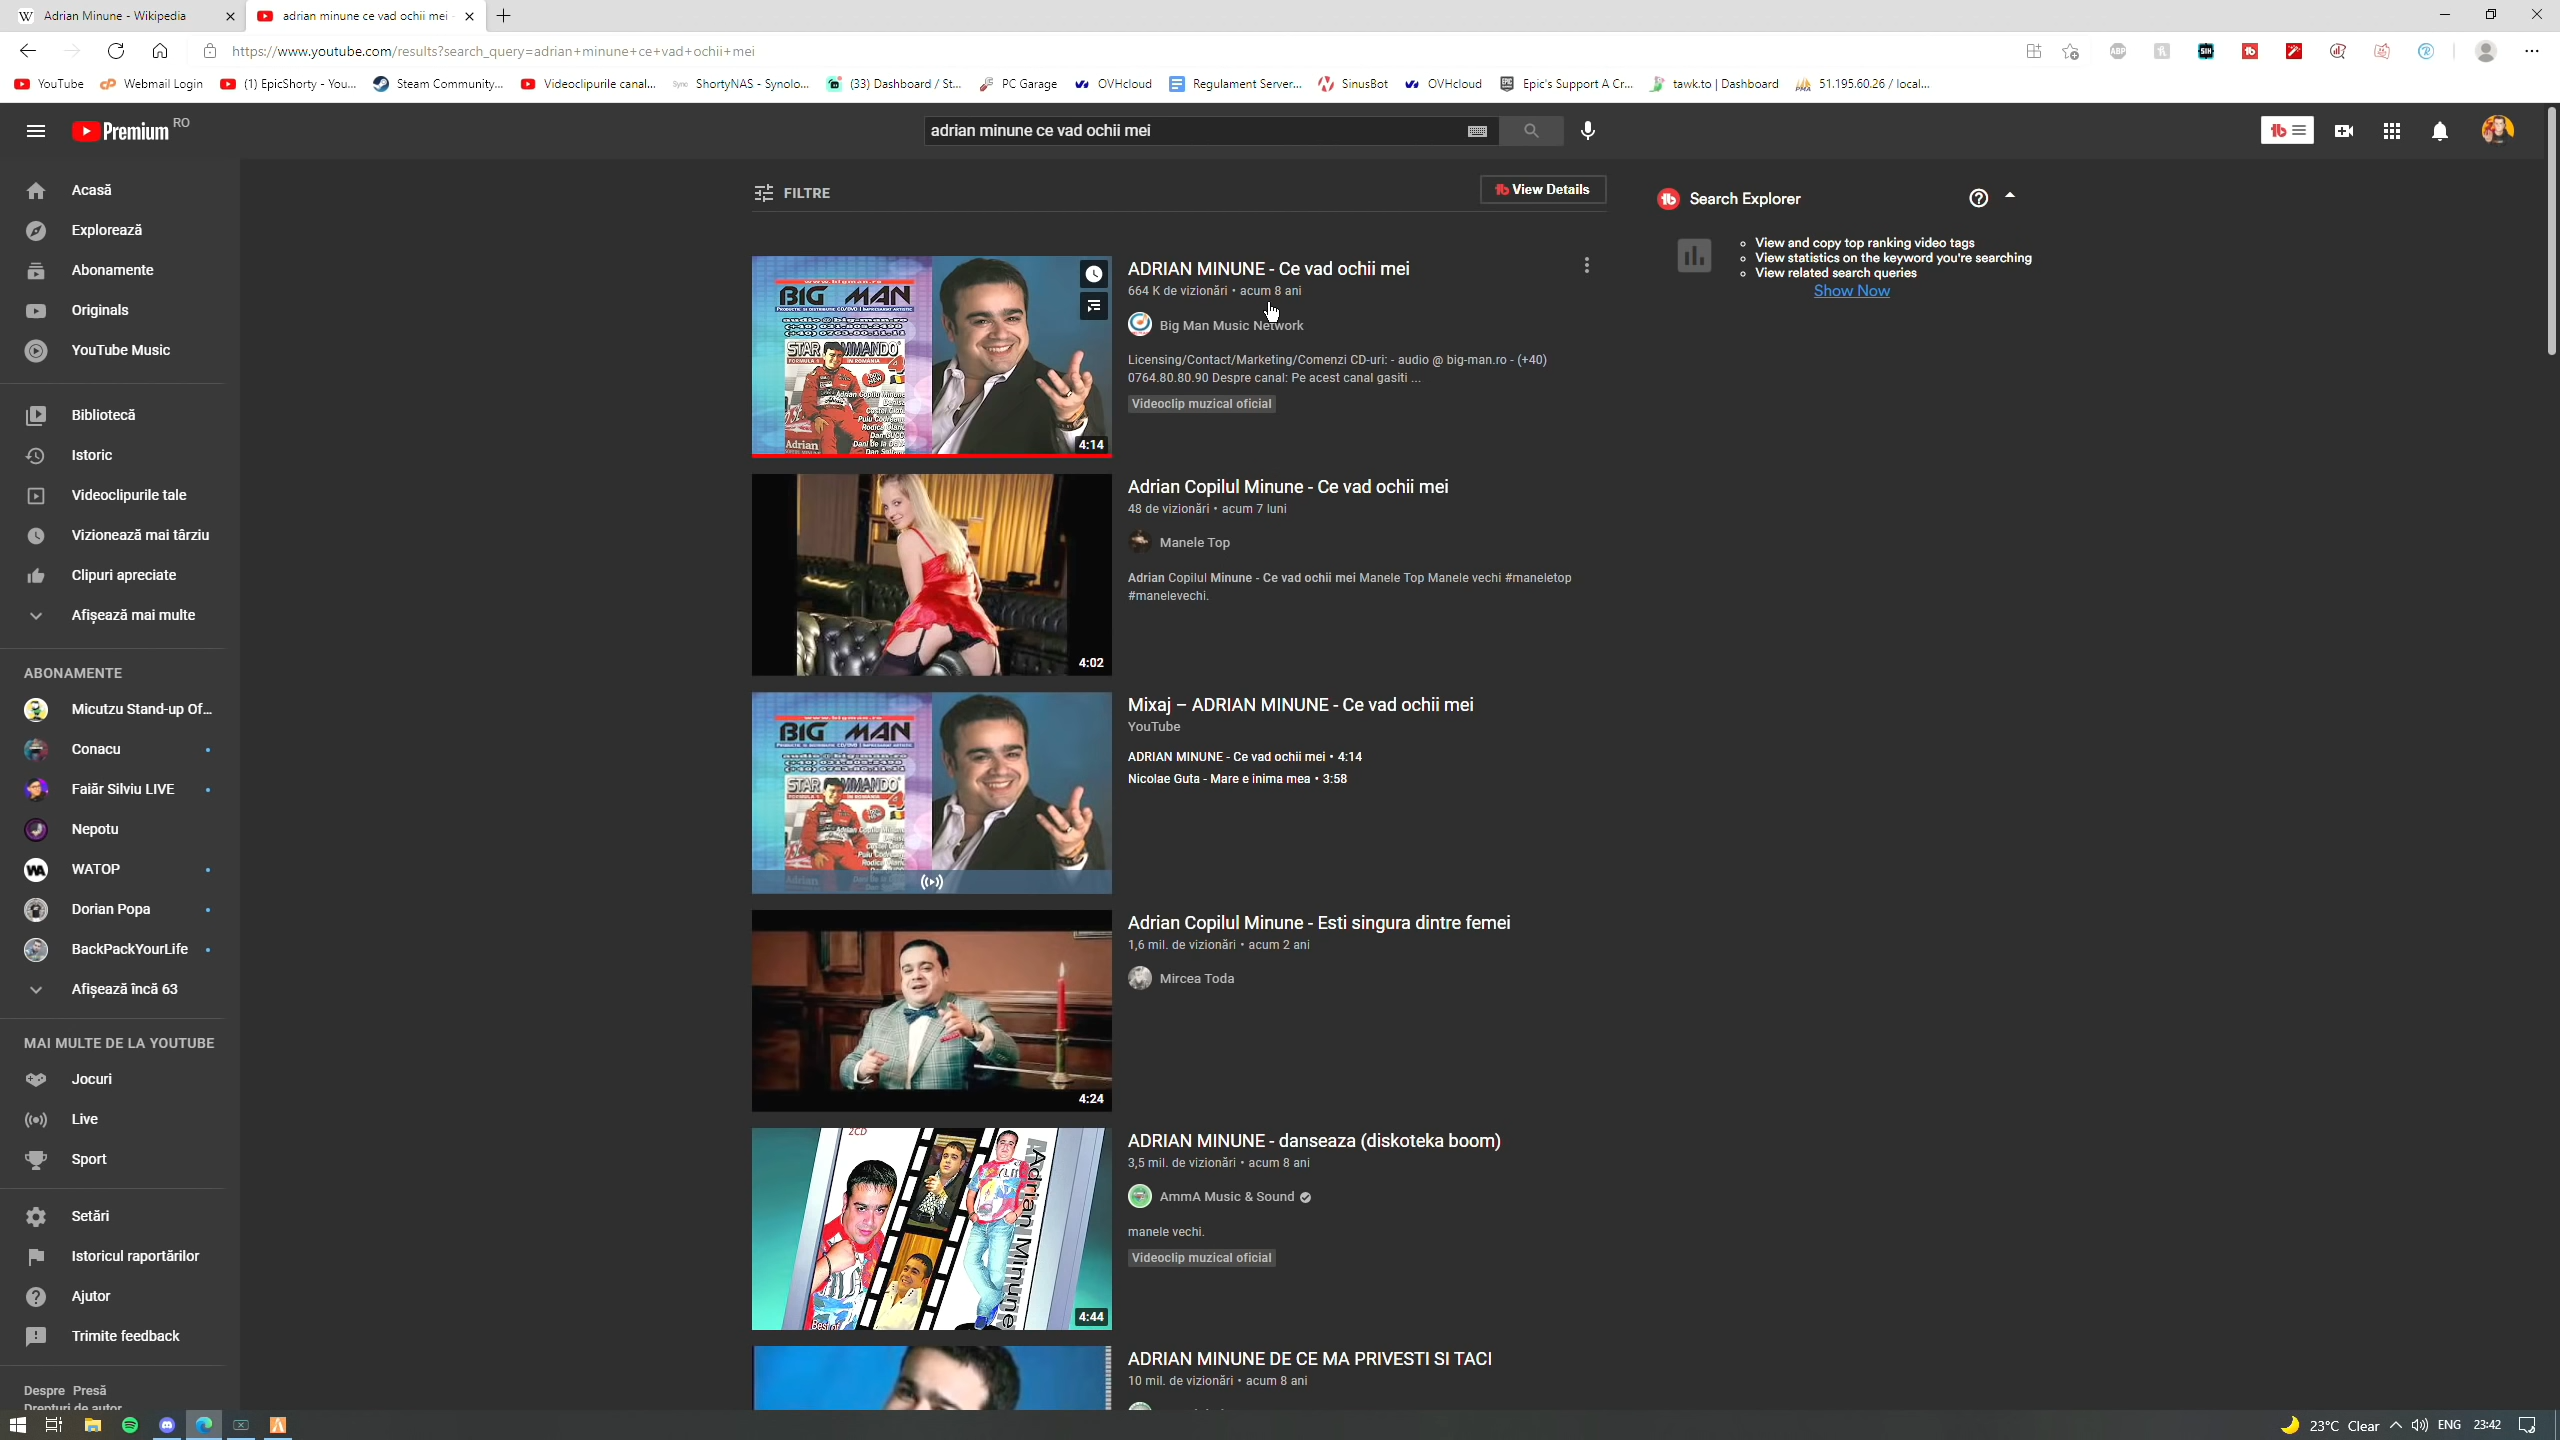 Adrian Minune - Wikipedia
adrian minune ce vad ochii mei -
https://www.youtube.com/results?search_query=adrian+minune+ce+vad+ochii+mei
YouTube
Webmail Login
(1) EpicShorty - You...
Steam Community...
Videoclipurile canal...
ShortyNAS - Synolo...
(33) Dashboard / St...
PC Garage
OVHcloud
Regulament Server...
SinusBot
OVHcloud
Epic's Support A Cr...
tawk.to | Dashboard
51.195.60.26 / local...
Premium RO
adrian minune ce vad ochii mei
Acasă
Explorează
Abonamente
Originals
YouTube Music
Bibliotecă
Istoric
Videoclipurile tale
Vizionează mai târziu
Clipuri apreciate
Afișează mai multe
ABONAMENTE
Micutzu Stand-up Of...
Conacu
Faiăr Silviu LIVE
Nepotu
WATOP
Dorian Popa
BackPackYourLife
Afișează încă 63
MAI MULTE DE LA YOUTUBE
Jocuri
Live
Sport
Setări
Istoricul raportărilor
Ajutor
Trimite feedback
Despre Presă
Drepturi de autor
FILTRE
View Details
BIG MAN
STAR COMMANDO
Adrian
4:14
ADRIAN MINUNE - Ce vad ochii mei
664 K de vizionări • acum 8 ani
Big Man Music Network
Licensing/Contact/Marketing/Comenzi CD-uri: - audio @ big-man.ro - (+40)
0764.80.80.90 Despre canal: Pe acest canal gasiti ...
Videoclip muzical oficial
4:02
Adrian Copilul Minune - Ce vad ochii mei
48 de vizionări • acum 7 luni
Manele Top
Adrian Copilul Minune - Ce vad ochii mei Manele Top Manele vechi #maneletop
#manelevechi.
BIG MAN
STAR COMMANDO
Mixaj – ADRIAN MINUNE - Ce vad ochii mei
YouTube
ADRIAN MINUNE - Ce vad ochii mei • 4:14
Nicolae Guta - Mare e inima mea • 3:58
4:24
Adrian Copilul Minune - Esti singura dintre femei
1,6 mil. de vizionări • acum 2 ani
Mircea Toda
2CD
Adrian Minune
Best of
4:44
ADRIAN MINUNE - danseaza (diskoteka boom)
3,5 mil. de vizionări • acum 8 ani
AmmA Music & Sound
manele vechi.
Videoclip muzical oficial
ADRIAN MINUNE DE CE MA PRIVESTI SI TACI
10 mil. de vizionări • acum 8 ani
Search Explorer
View and copy top ranking video tags
View statistics on the keyword you're searching
View related search queries
Show Now
23°C Clear
ENG
23:42